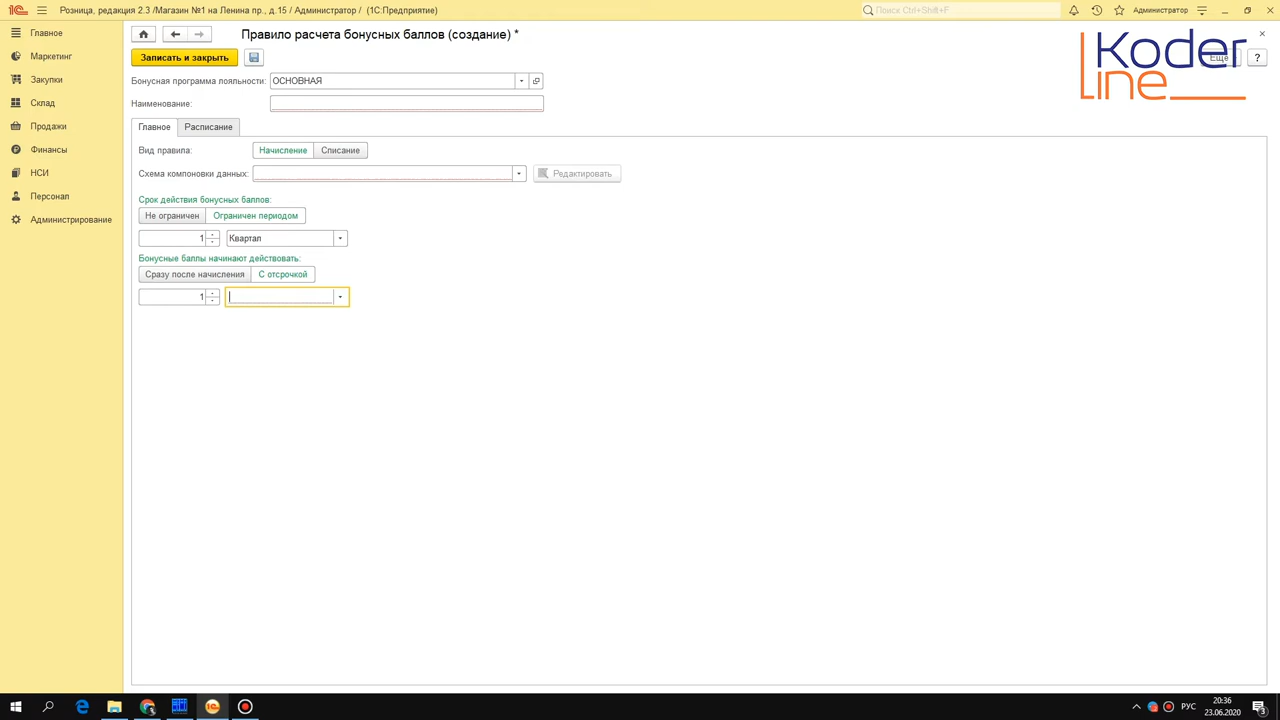 1С Розница, редакция 2.3 /Магазин №1 на Ленина пр., д.15 / Администратор / (1С:Предприятие) Поиск Ctrl+Shift+F Администратор
Главное
Маркетинг
Закупки
Склад
Продажи
Финансы
НСИ
Персонал
Администрирование
Правило расчета бонусных баллов (создание) *
Записать и закрыть Еще ?
Koder
line
Бонусная программа лояльности: ОСНОВНАЯ
Наименование:
Главное Расписание
Вид правила: Начисление Списание
Схема компоновки данных: Редактировать
Срок действия бонусных баллов:
Не ограничен Ограничен периодом
1 Квартал
Бонусные баллы начинают действовать:
Сразу после начисления С отсрочкой
1
РУС 20:36
23.06.2020 3